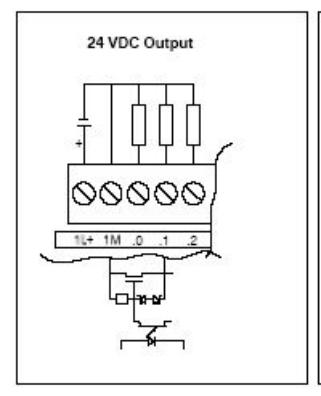 24 VDC Output
+
1L+ 1M .0 .1 .2